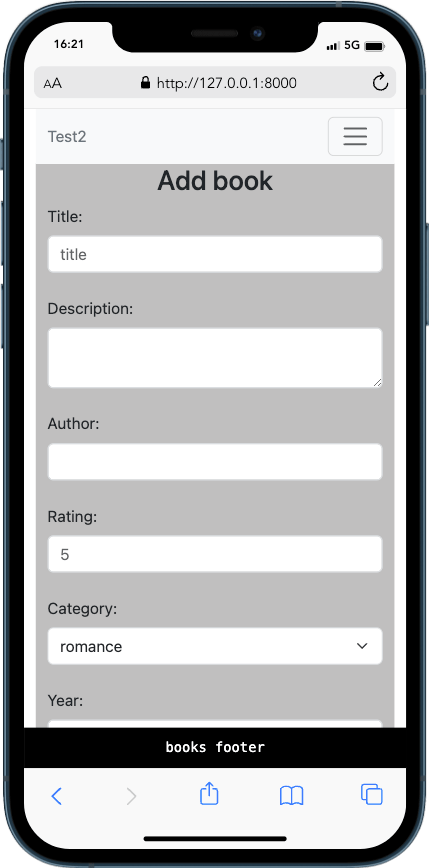 16:21
5G
AA http://127.0.0.1:8000
Test2
Add book
Title:
title
Description:
Author:
Rating:
5
Category:
romance
Year:
books footer